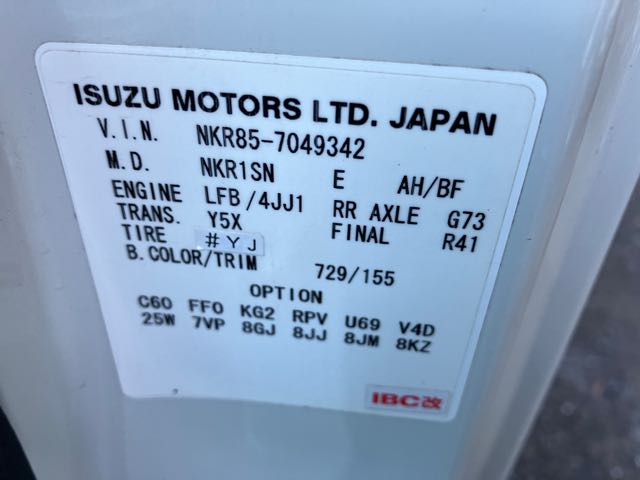 ISUZU MOTORS LTD. JAPAN
V.I.N. NKR85-7049342
M.D. NKR1SN E AH/BF
ENGINE LFB/4JJ1 RR AXLE G73
TRANS. Y5X FINAL R41
TIRE #YJ
B.COLOR/TRIM 729/155
OPTION
C60 FF0 KG2 RPV U69 V4D
25W 7VP 8GJ 8JJ 8JM 8KZ
IBC改